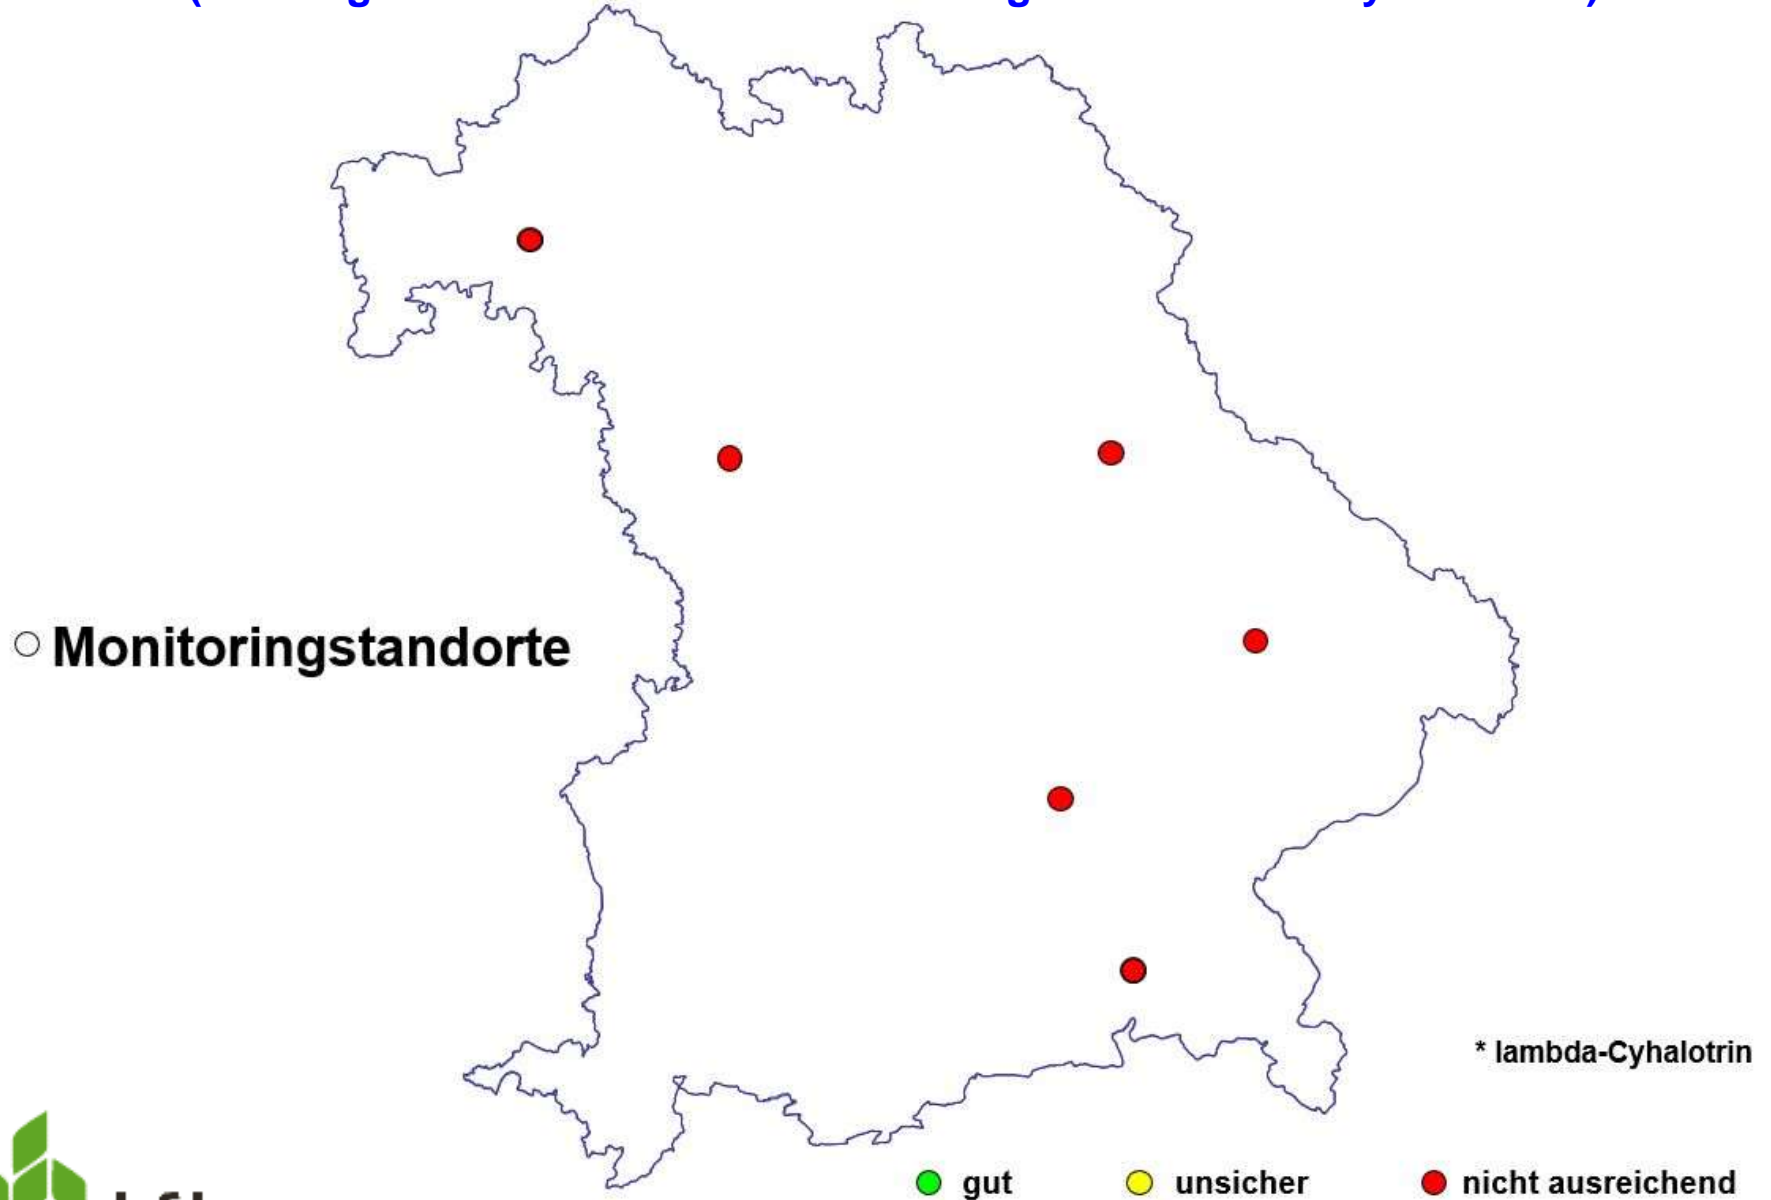 Monitoringstandorte
* lambda-Cyhalotrin
gut unsicher nicht ausreichend